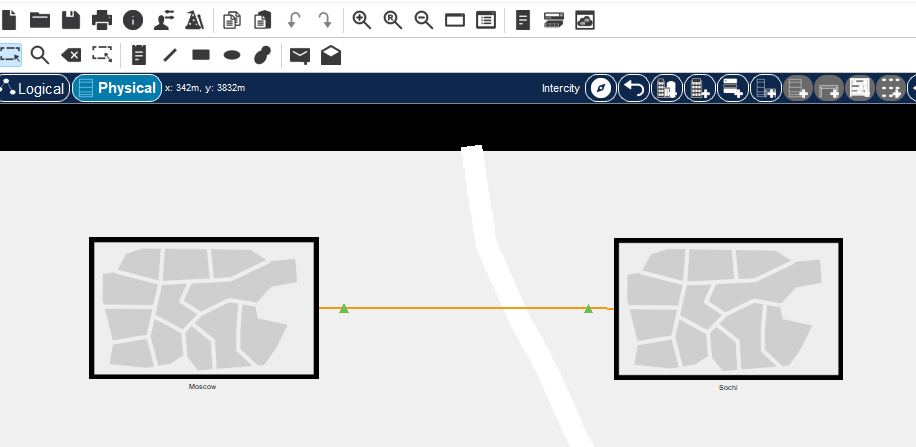 Logical Physical x: 342m, y: 3832m Intercity
Moscow Sochi